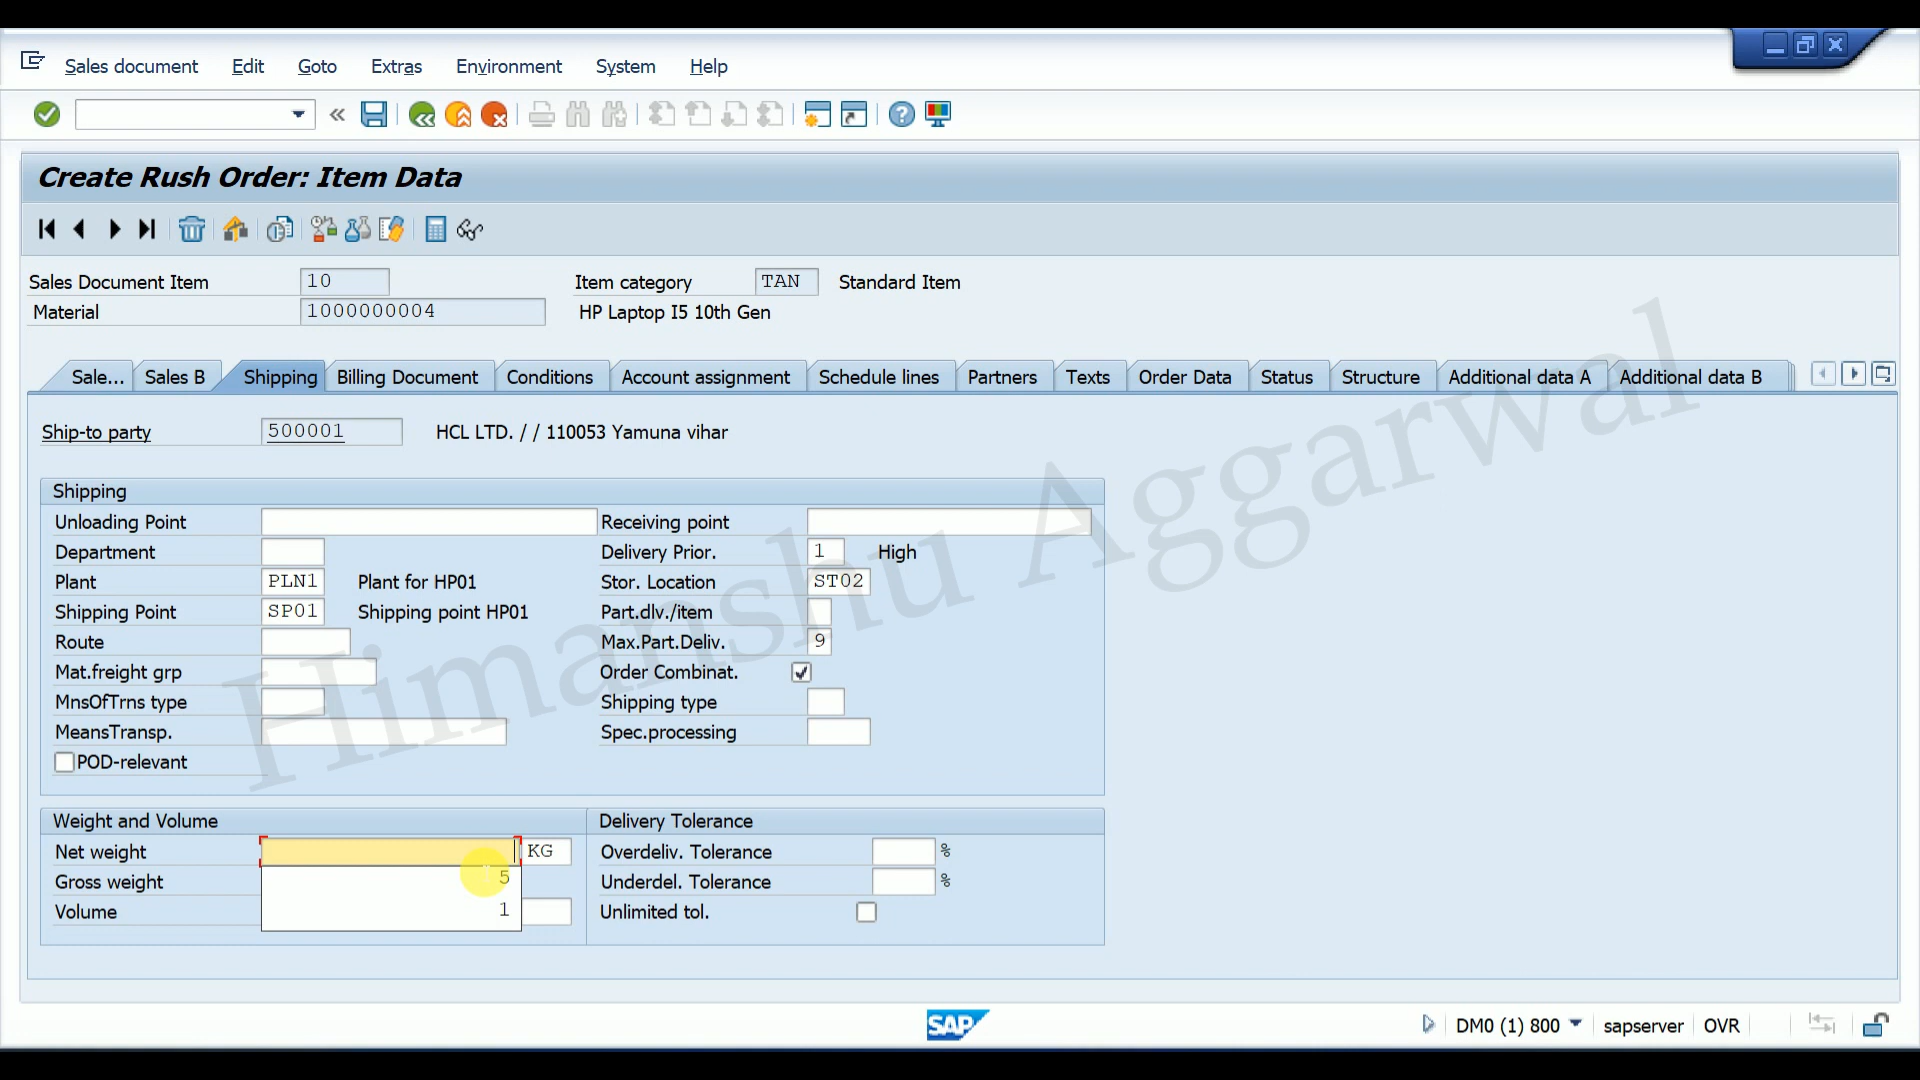 Sales document Edit Goto Extras Environment System Help
Create Rush Order: Item Data
Sales Document Item 10 Item category TAN Standard Item
Material 1000000004 HP Laptop I5 10th Gen
Sale... Sales B Shipping Billing Document Conditions Account assignment Schedule lines Partners Texts Order Data Status Structure Additional data A Additional data B
Ship-to party 500001 HCL LTD. / / 110053 Yamuna vihar
Shipping
Unloading Point Receiving point
Department Delivery Prior. 1 High
Plant PLN1 Plant for HP01 Stor. Location ST02
Shipping Point SP01 Shipping point HP01 Part.dlv./item
Route Max.Part.Deliv. 9
Mat.freight grp Order Combinat.
MnsOfTrns type Shipping type
MeansTransp. Spec.processing
POD-relevant
Weight and Volume Delivery Tolerance
Net weight KG Overdeliv. Tolerance %
Gross weight 5 Underdel. Tolerance %
Volume 1 Unlimited tol.
SAP DM0 (1) 800 sapserver OVR
Himanshu Aggarwal